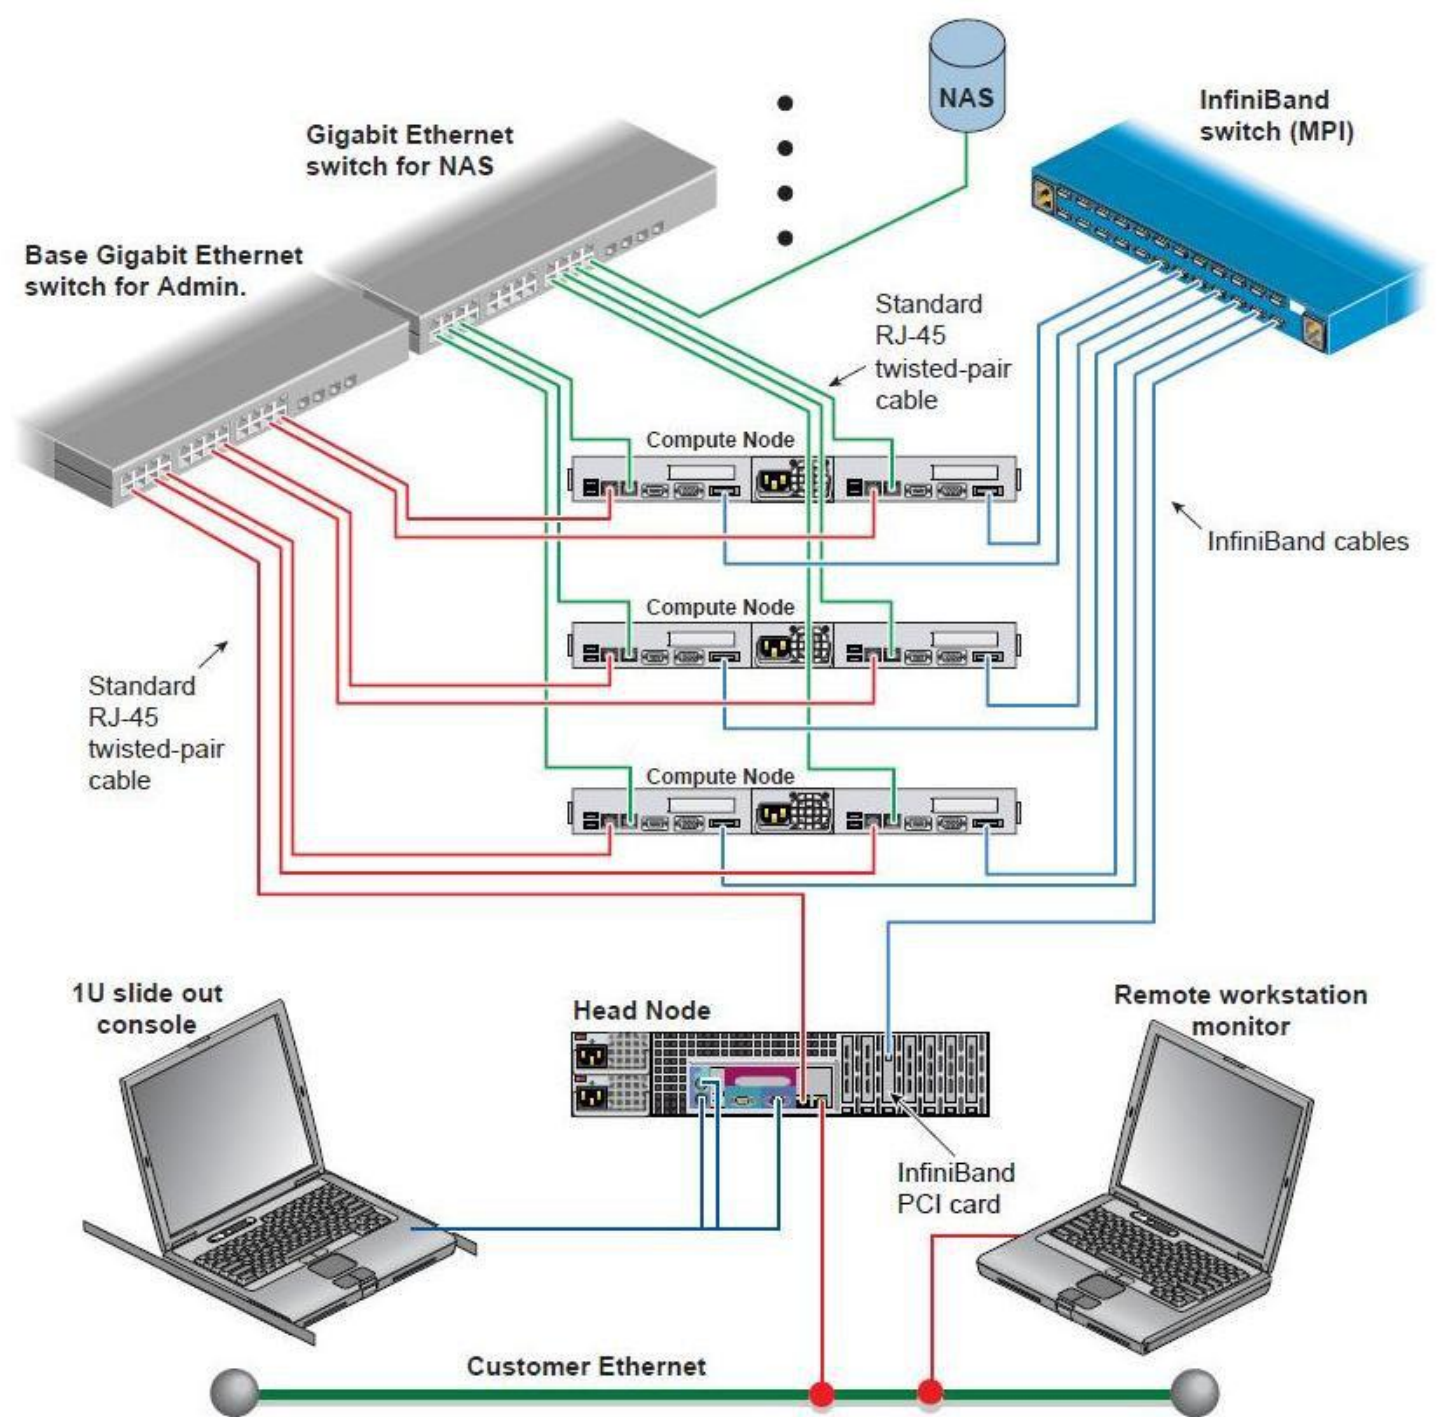 NAS
InfiniBand
switch (MPI)
Gigabit Ethernet
switch for NAS
Base Gigabit Ethernet
switch for Admin.
Standard
RJ-45
twisted-pair
cable
Compute Node
InfiniBand cables
Compute Node
Standard
RJ-45
twisted-pair
cable
Compute Node
1U slide out
console
Head Node
Remote workstation
monitor
InfiniBand
PCI card
Customer Ethernet